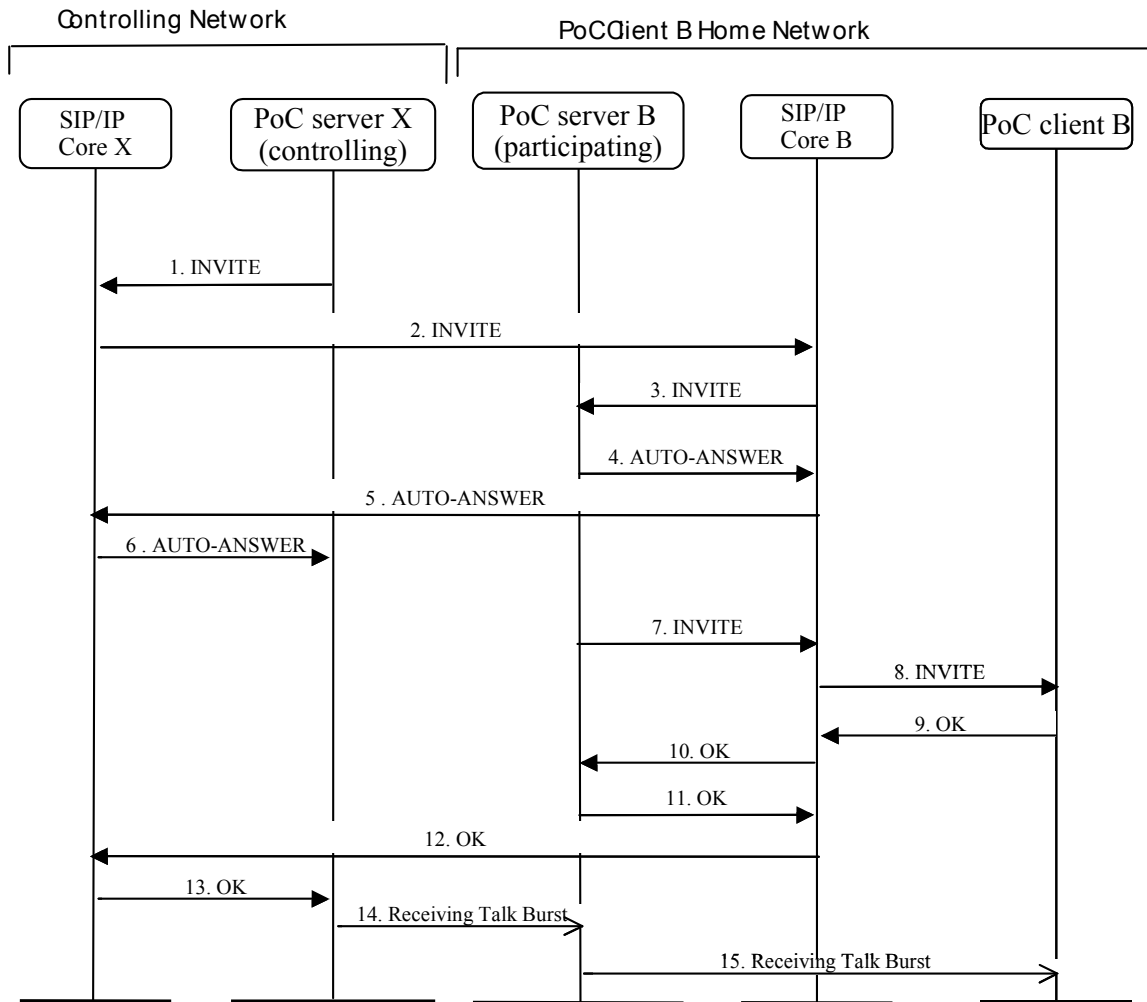 Controlling Network
PoCClient B Home Network
SIP/IP
Core X
PoC server X
(controlling)
PoC server B
(participating)
SIP/IP
Core B
PoC client B
1. INVITE
2. INVITE
3. INVITE
4. AUTO-ANSWER
5 . AUTO-ANSWER
6 . AUTO-ANSWER
7. INVITE
8. INVITE
9. OK
10. OK
11. OK
12. OK
13. OK
14. Receiving Talk Burst
15. Receiving Talk Burst